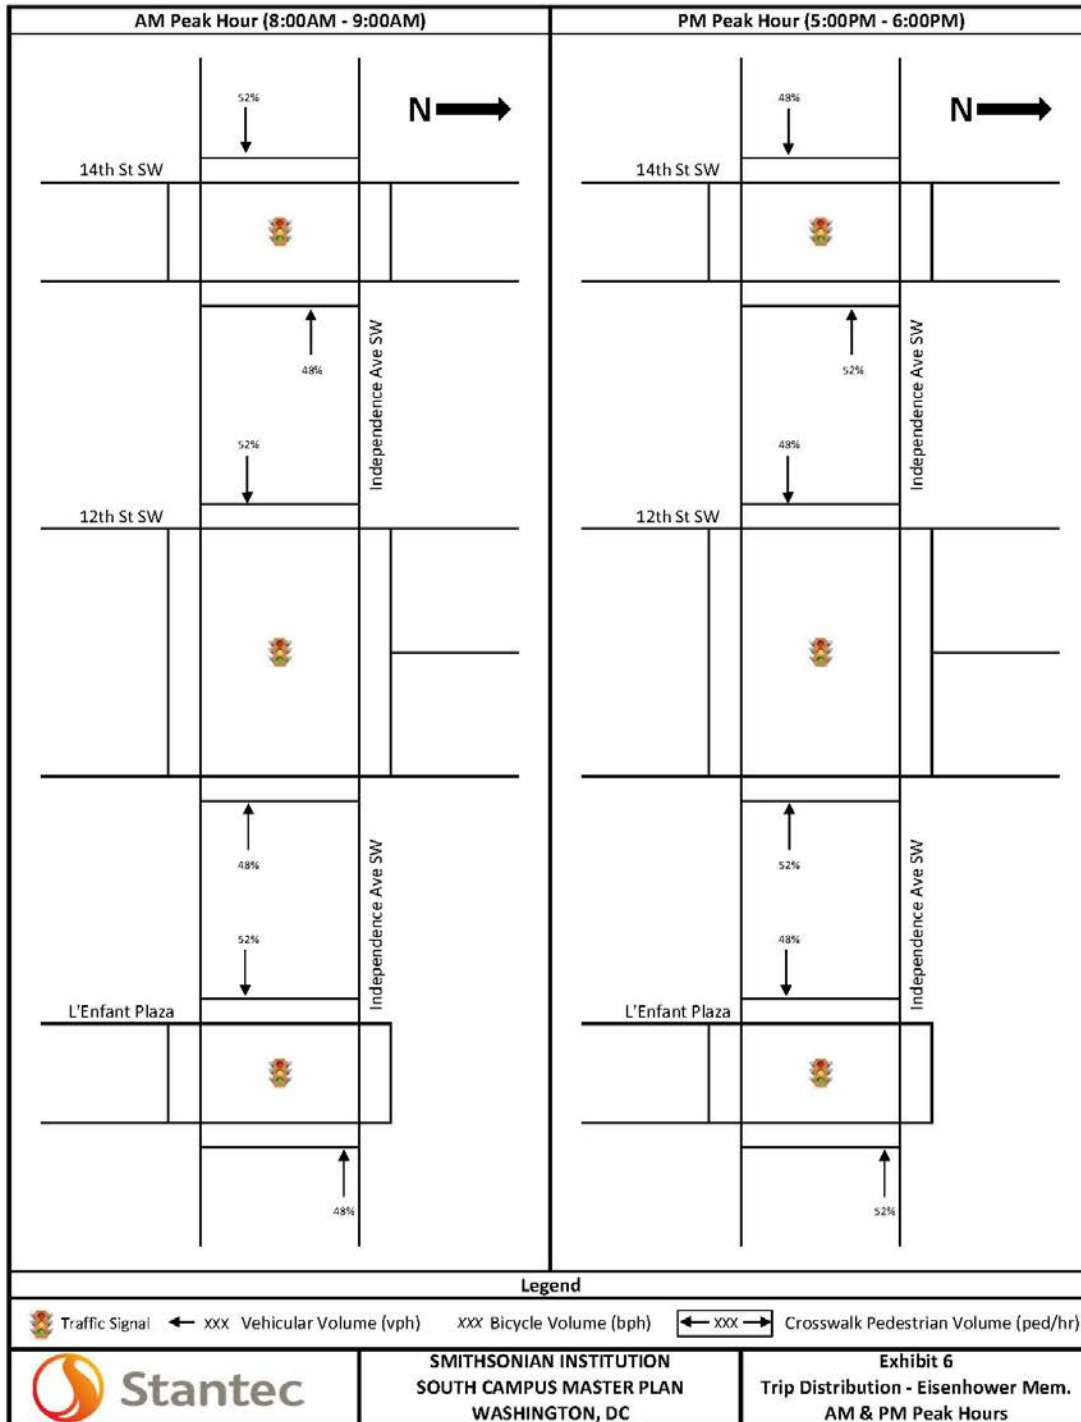 AM Peak Hour (8:00AM - 9:00AM)
52%
N
14th St SW
48%
Independence Ave SW
52%
12th St SW
48%
Independence Ave SW
52%
L'Enfant Plaza
48%
PM Peak Hour (5:00PM - 6:00PM)
48%
N
14th St SW
52%
Independence Ave SW
48%
12th St SW
52%
Independence Ave SW
48%
L'Enfant Plaza
52%
Legend
Traffic Signal
XXX Vehicular Volume (vph)
XXX Bicycle Volume (bph)
XXX
Crosswalk Pedestrian Volume (ped/hr)
Stantec
SMITHSONIAN INSTITUTION
SOUTH CAMPUS MASTER PLAN
WASHINGTON, DC
Exhibit 6
Trip Distribution - Eisenhower Mem.
AM & PM Peak Hours